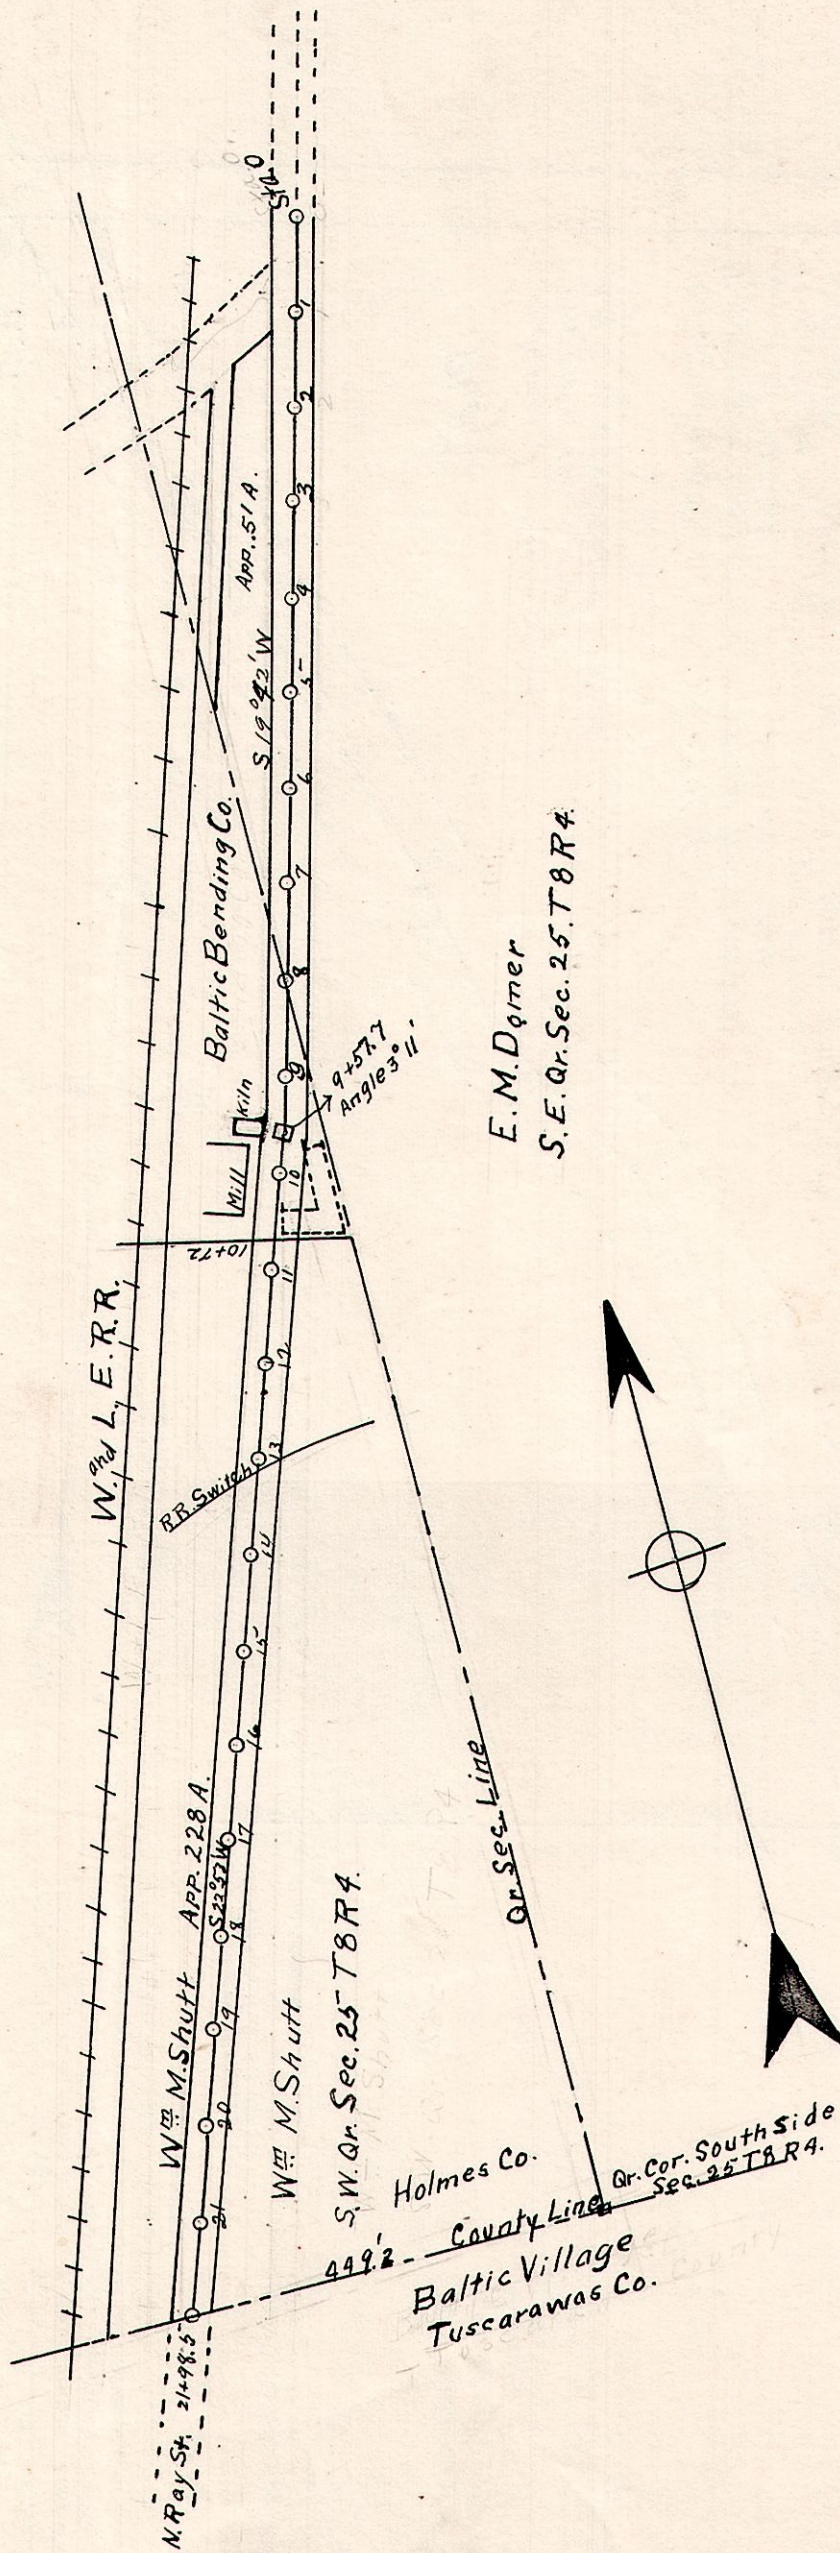 Sta. 0
1
2
3
App. .51 A.
4
S 19° 42' W
5
6
Baltic Bending Co.
7
8
9
9+57.7
Angle 3° 11'
Kiln
Mill
10
10+72
11
E. M. Domer
S. E. Qr. Sec. 25. T8 R4.
W. and L. E. R. R.
12
13
R R. Switch
14
15
16
17
App. 2.28 A.
S 22° 53' W
18
19
20
21
Wm M. Shutt
Wm M. Shutt
S. W. Qr. Sec. 25 T8 R4.
Qr. Sec. Line
Holmes Co.
Qr. Cor. South Side
Sec. 25 T8 R4.
County Line
449.2'
Baltic Village
Tuscarawas Co.
21+98.5
N. Ray St.